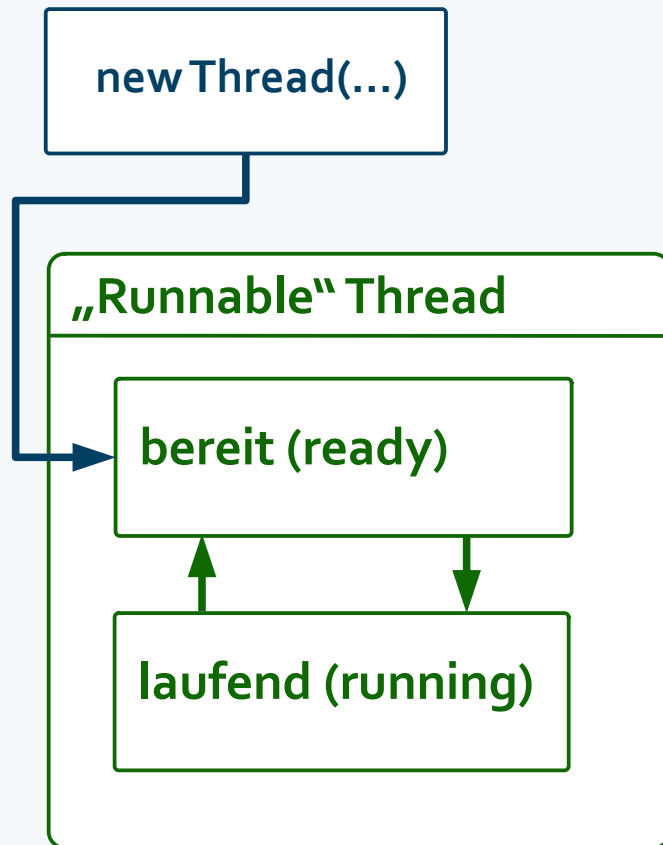 new Thread(...)
„Runnable“ Thread
bereit (ready)
laufend (running)